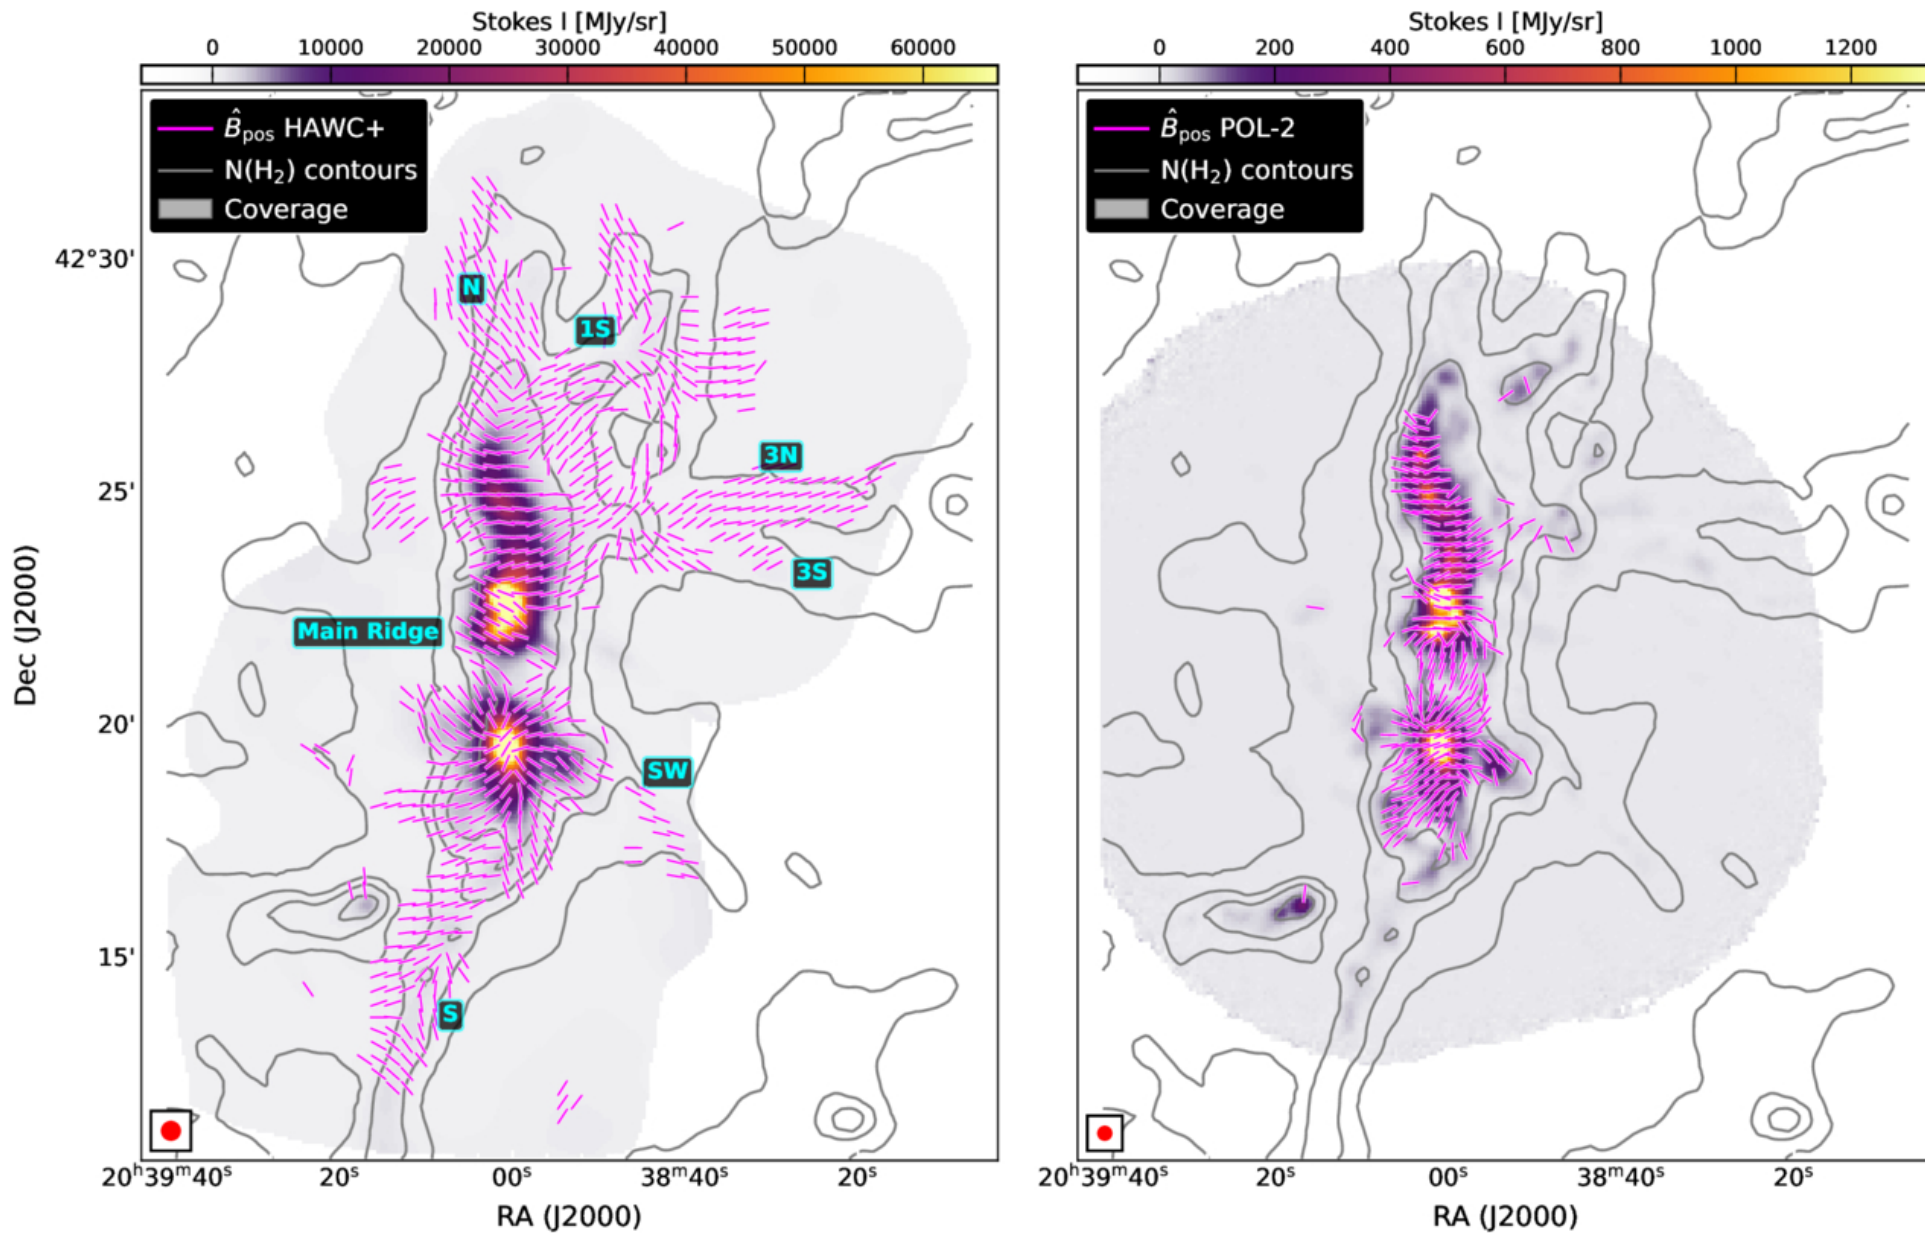 Stokes I [MJy/sr]
0 10000 20000 30000 40000 50000 60000
B̂pos HAWC+
N(H₂) contours
Coverage
N
1S
3N
3S
Main Ridge
SW
S
42°30'
25'
20'
15'
Dec (J2000)
20ʰ39ᵐ40ˢ 20ˢ 00ˢ 38ᵐ40ˢ 20ˢ
RA (J2000)
Stokes I [MJy/sr]
0 200 400 600 800 1000 1200
B̂pos POL-2
N(H₂) contours
Coverage
20ʰ39ᵐ40ˢ 20ˢ 00ˢ 38ᵐ40ˢ 20ˢ
RA (J2000)